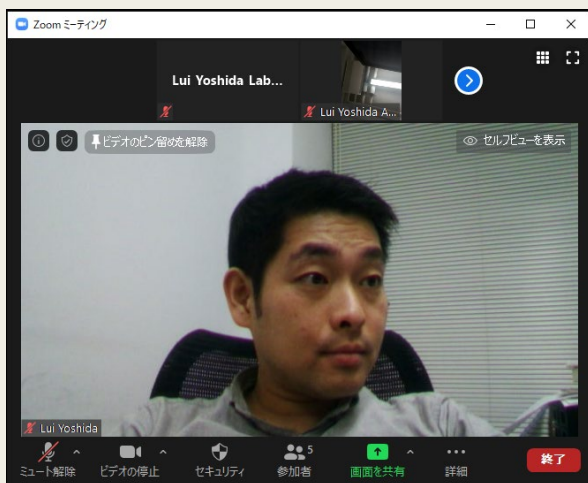 Zoom ミーティング
Lui Yoshida Lab...
Lui Yoshida A...
ビデオのピン留めを解除
セルフビューを表示
Lui Yoshida
ミュート解除
ビデオの停止
セキュリティ
5
参加者
画面を共有
詳細
終了